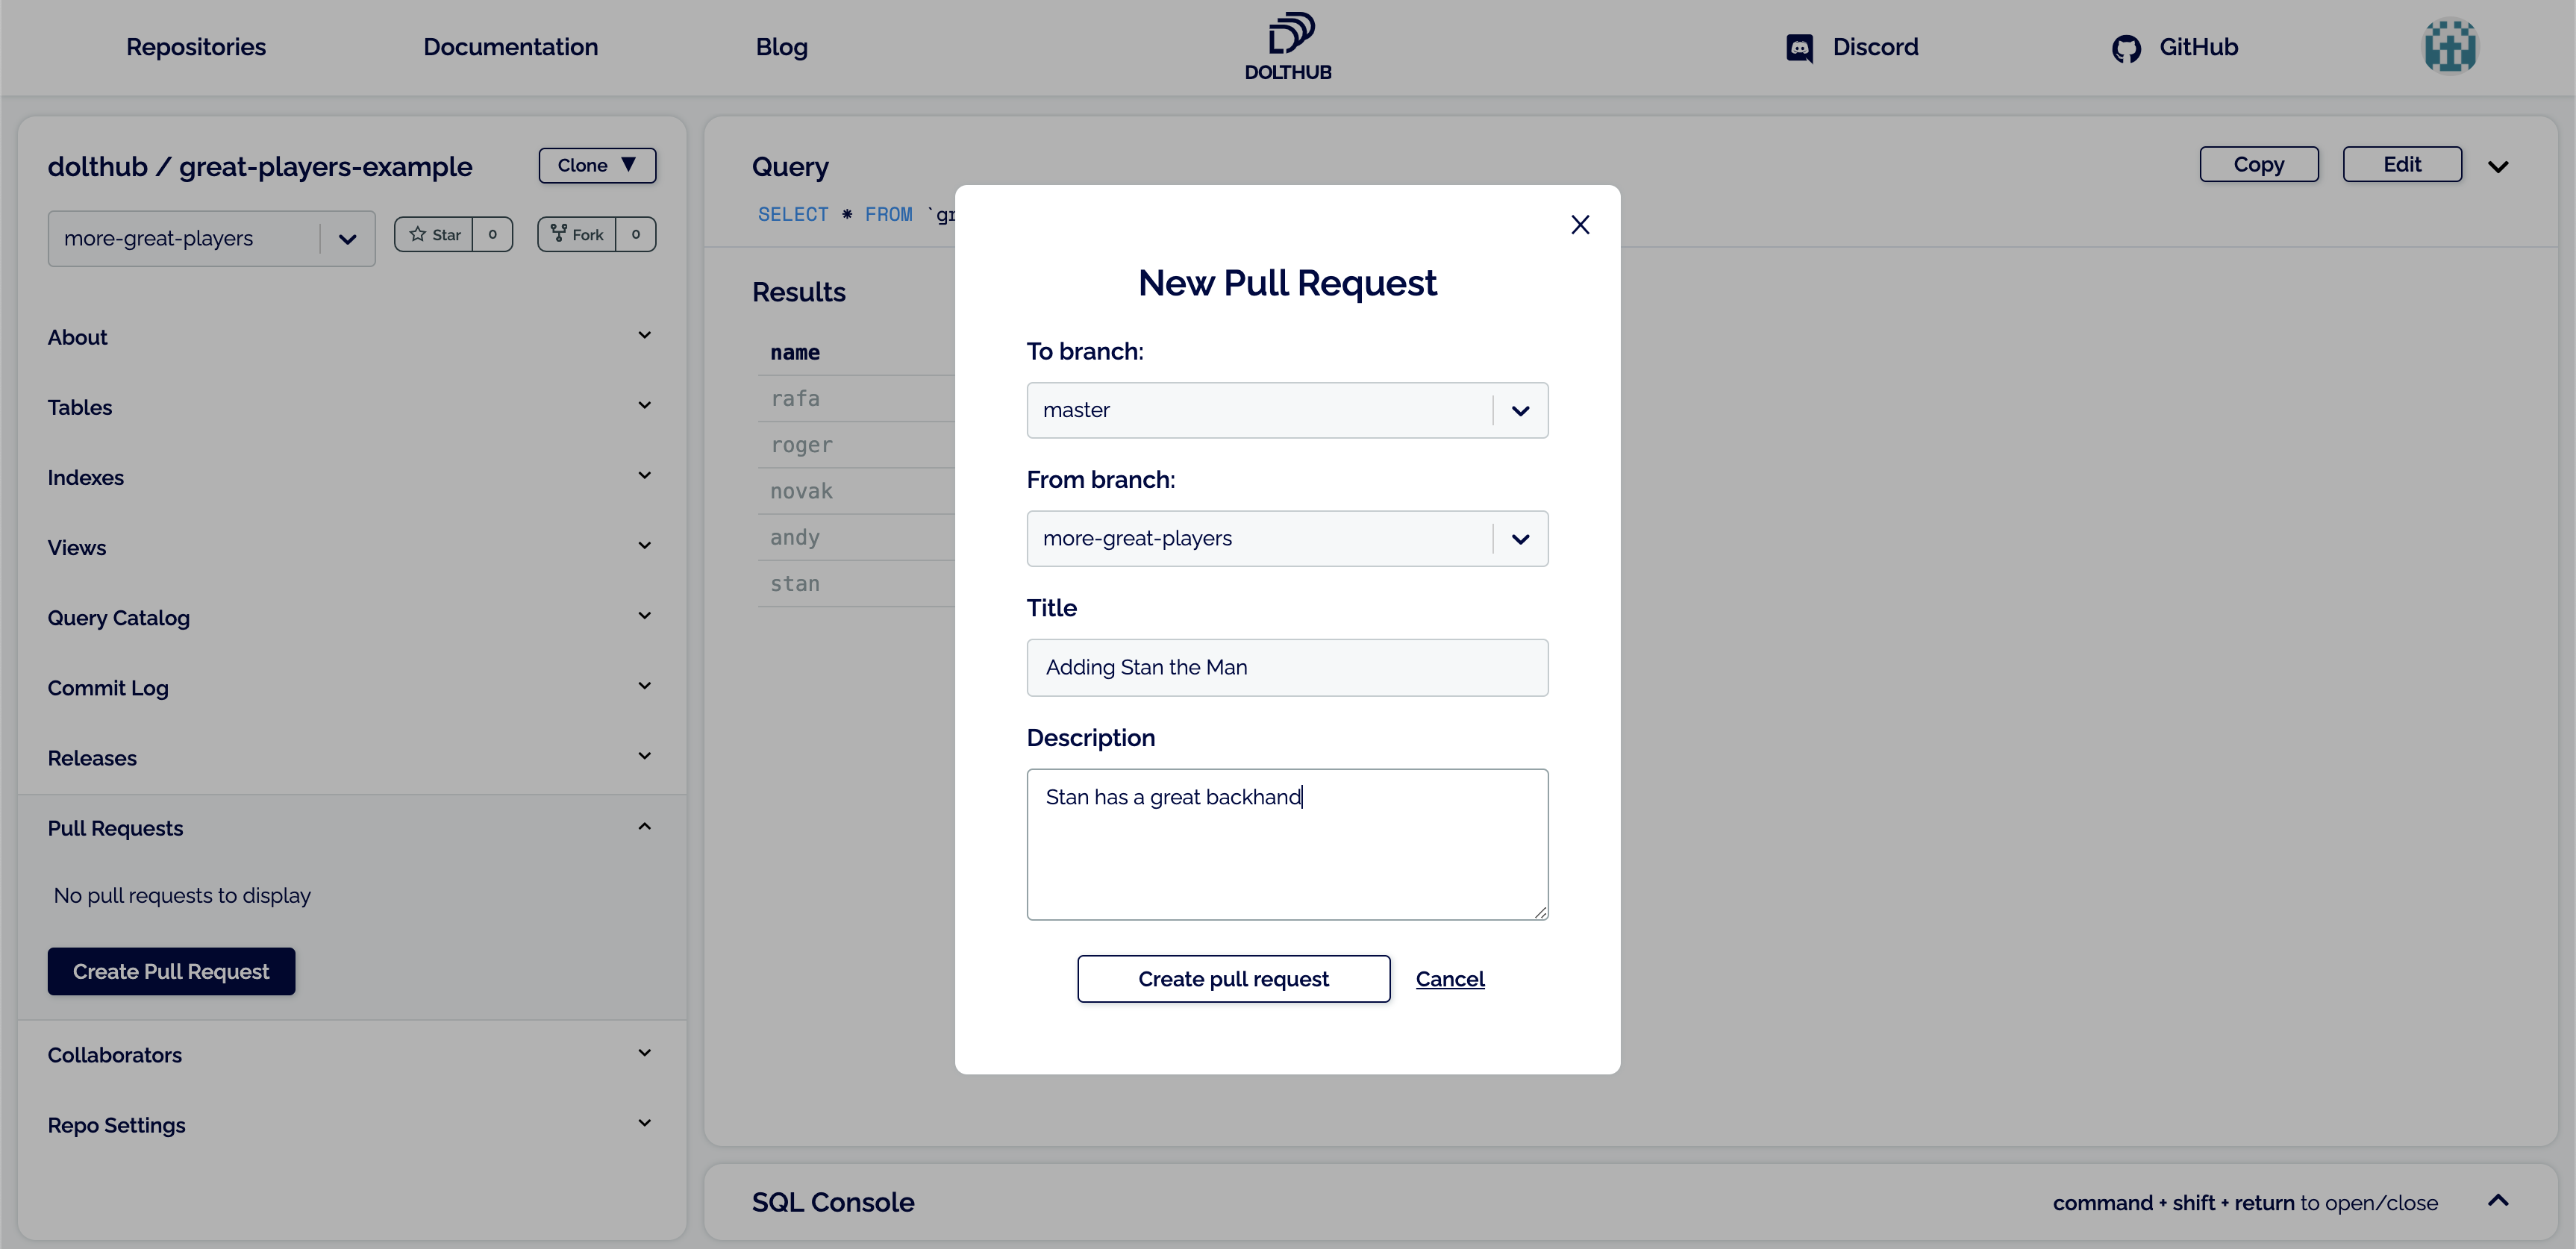 Repositories
Documentation
Blog
DOLTHUB
Discord
GitHub
dolthub / great-players-example
Clone ▼
more-great-players
Star 0
Fork 0
About
Tables
Indexes
Views
Query Catalog
Commit Log
Releases
Pull Requests
No pull requests to display
Create Pull Request
Collaborators
Repo Settings
Query
Copy
Edit
SELECT * FROM `gr
Results
name
rafa
roger
novak
andy
stan
New Pull Request
To branch:
master
From branch:
more-great-players
Title
Adding Stan the Man
Description
Stan has a great backhand
Create pull request
Cancel
SQL Console
command + shift + return to open/close